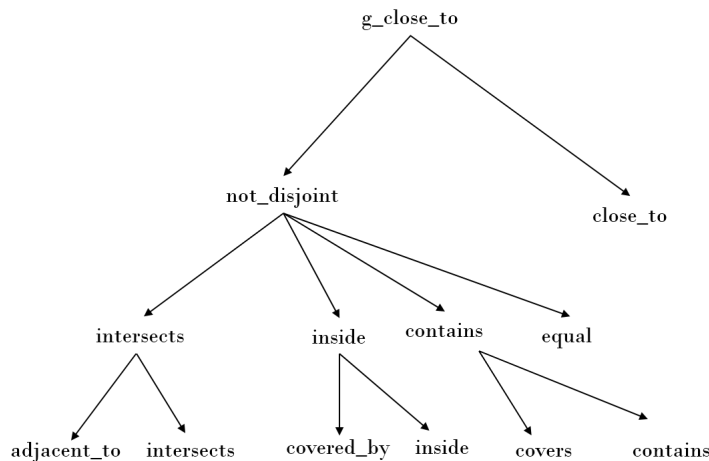 g_close_to
not_disjoint
close_to
intersects
inside
contains
equal
adjacent_to
intersects
covered_by
inside
covers
contains